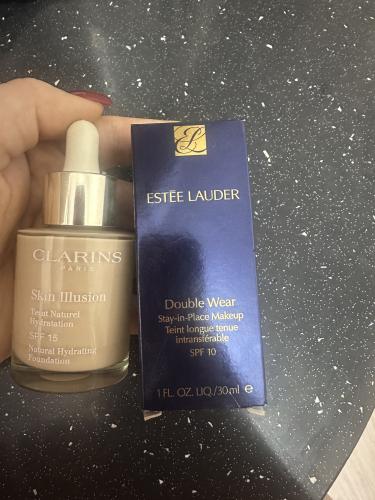 CLARINS
PARIS
Skin Illusion
Teint Naturel
Hydratation
SPF 15
Natural Hydrating
Foundation
EL
ESTĒE LAUDER
Double Wear
Stay-in-Place Makeup
Teint longue tenue
intransférable
SPF 10
1 FL. OZ. LIQ./30ml e